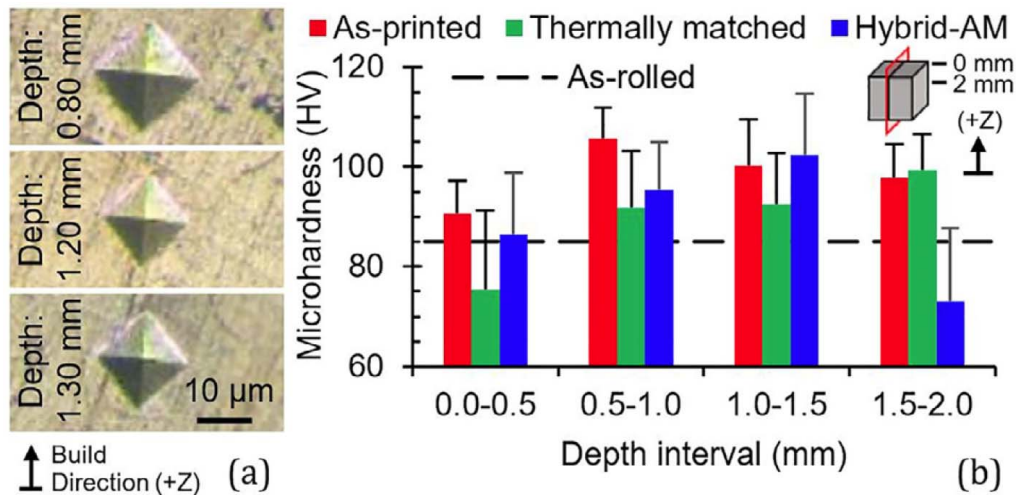 Depth:
0.80 mm
Depth:
1.20 mm
Depth:
1.30 mm
10 µm
Build
Direction (+Z)
(a)
As-printed
Thermally matched
Hybrid-AM
As-rolled
0 mm
2 mm
(+Z)
Microhardness (HV)
120
100
80
60
0.0-0.5
0.5-1.0
1.0-1.5
1.5-2.0
Depth interval (mm)
(b)